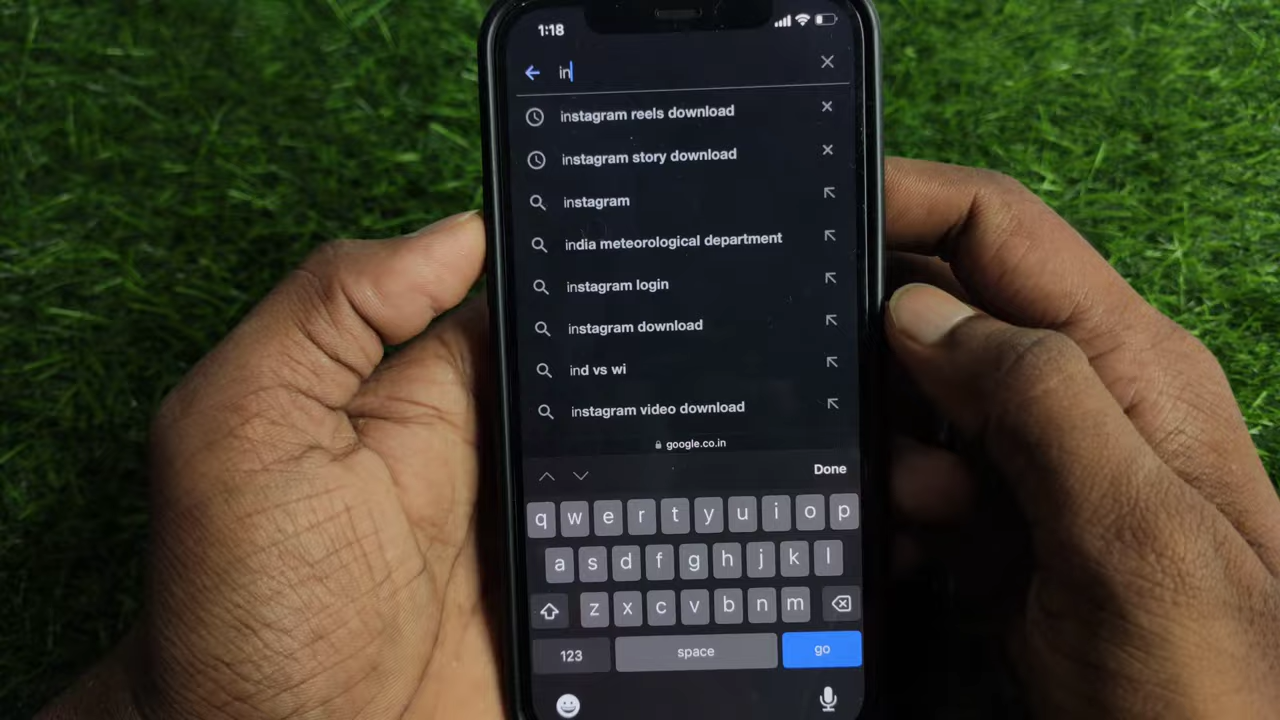 1:18
in
instagram reels download
instagram story download
instagram
india meteorological department
instagram login
instagram download
ind vs wi
instagram video download
google.co.in
Done
q w e r t y u i o p
a s d f g h j k l
z x c v b n m
123 space go